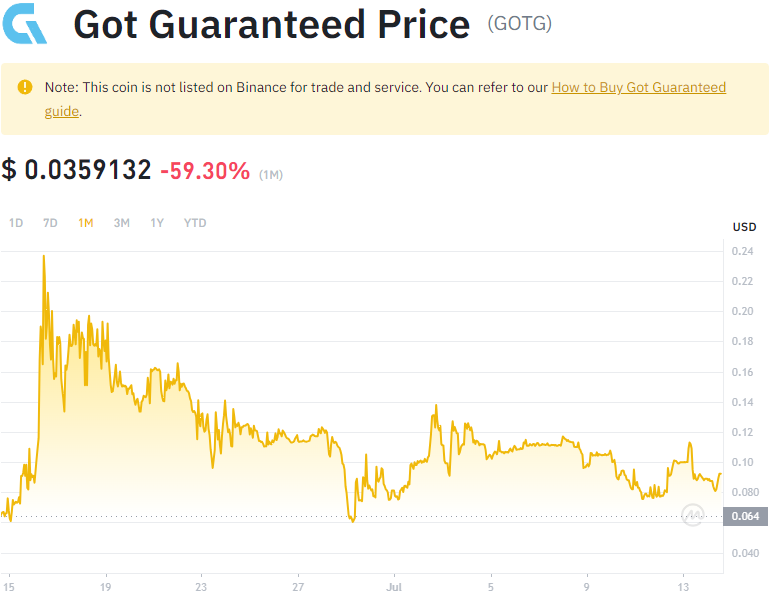 Got Guaranteed Price (GOTG)
Note: This coin is not listed on Binance for trade and service. You can refer to our How to Buy Got Guaranteed
guide.
$ 0.0359132 -59.30% (1M)
1D 7D 1M 3M 1Y YTD
USD
0.24
0.22
0.20
0.18
0.16
0.14
0.12
0.10
0.080
0.064
0.040
15 19 23 27 Jul 5 9 13